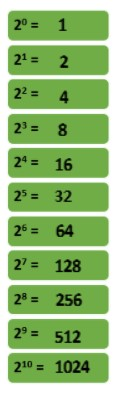 2⁰ = 1
2¹ = 2
2² = 4
2³ = 8
2⁴ = 16
2⁵ = 32
2⁶ = 64
2⁷ = 128
2⁸ = 256
2⁹ = 512
2¹⁰ = 1024